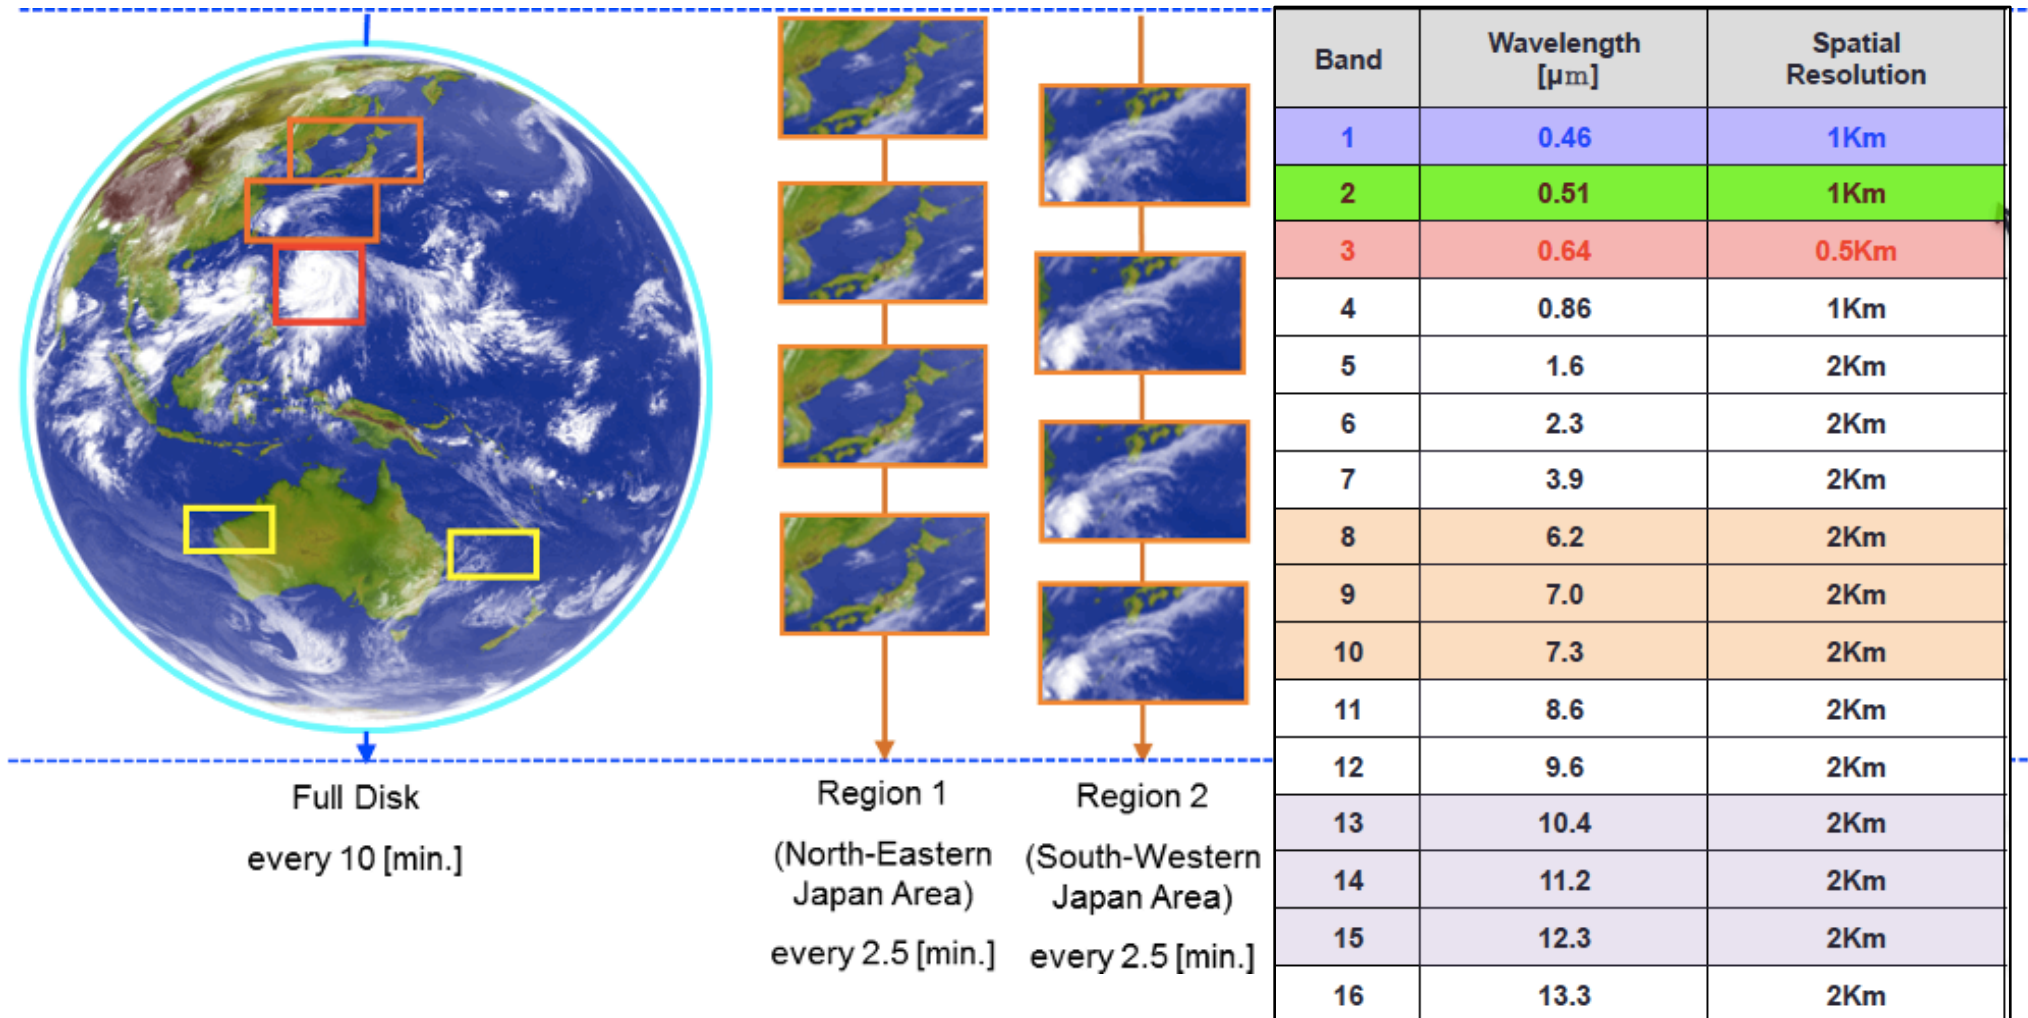 Full Disk
every 10 [min.]
Region 1
(North-Eastern
Japan Area)
every 2.5 [min.]
Region 2
(South-Western
Japan Area)
every 2.5 [min.]
Band Wavelength [μm] Spatial Resolution
1 0.46 1Km
2 0.51 1Km
3 0.64 0.5Km
4 0.86 1Km
5 1.6 2Km
6 2.3 2Km
7 3.9 2Km
8 6.2 2Km
9 7.0 2Km
10 7.3 2Km
11 8.6 2Km
12 9.6 2Km
13 10.4 2Km
14 11.2 2Km
15 12.3 2Km
16 13.3 2Km